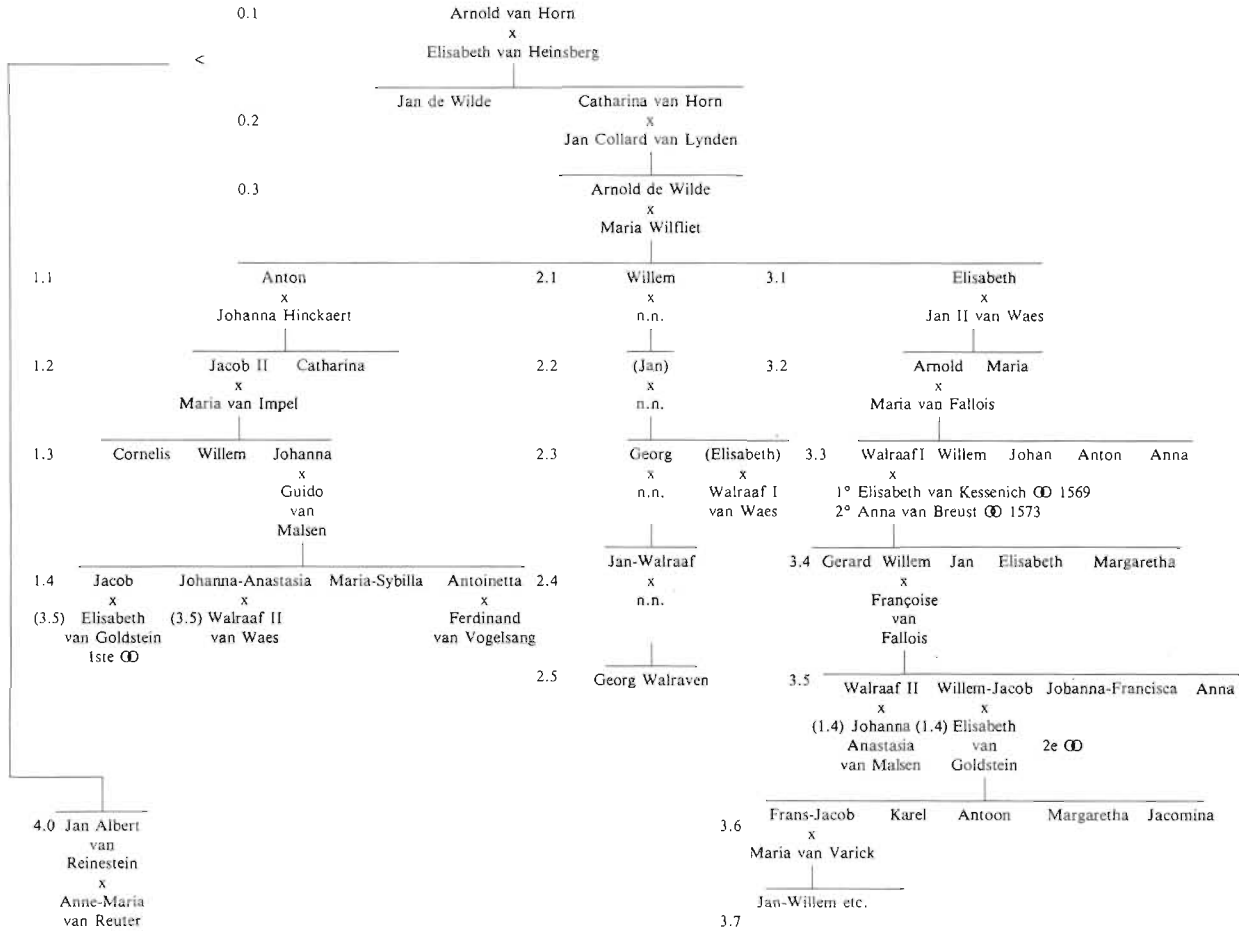 0.1 Arnold van Horn
x
< Elisabeth van Heinsberg
Jan de Wilde Catharina van Horn
0.2 x
Jan Collard van Lynden
0.3 Arnold de Wilde
x
Maria Wilfliet
1.1 Anton 2.1 Willem 3.1 Elisabeth
x x x
Johanna Hinckaert n.n. Jan II van Waes
1.2 Jacob II Catharina 2.2 (Jan) 3.2 Arnold Maria
x x x
Maria van Impel n.n. Maria van Fallois
1.3 Cornelis Willem Johanna 2.3 Georg (Elisabeth) 3.3 Walraaf I Willem Johan Anton Anna
x x x
Guido n.n. Walraaf I 1° Elisabeth van Kessenich ꝏ 1569
van van Waes 2° Anna van Breust ꝏ 1573
Malsen
Jan-Walraaf 3.4 Gerard Willem Jan Elisabeth Margaretha
1.4 Jacob Johanna-Anastasia Maria-Sybilla Antoinetta 2.4 x x
x x x n.n. Françoise
(3.5) Elisabeth (3.5) Walraaf II Ferdinand van
van Goldstein van Waes van Vogelsang Fallois
1ste ꝏ
2.5 Georg Walraven 3.5 Walraaf II Willem-Jacob Johanna-Francisca Anna
x x
(1.4) Johanna (1.4) Elisabeth
Anastasia van 2e ꝏ
van Malsen Goldstein
4.0 Jan Albert 3.6 Frans-Jacob Karel Antoon Margaretha Jacomina
van x
Reinestein Maria van Varick
x
Anne-Maria Jan-Willem etc.
van Reuter 3.7